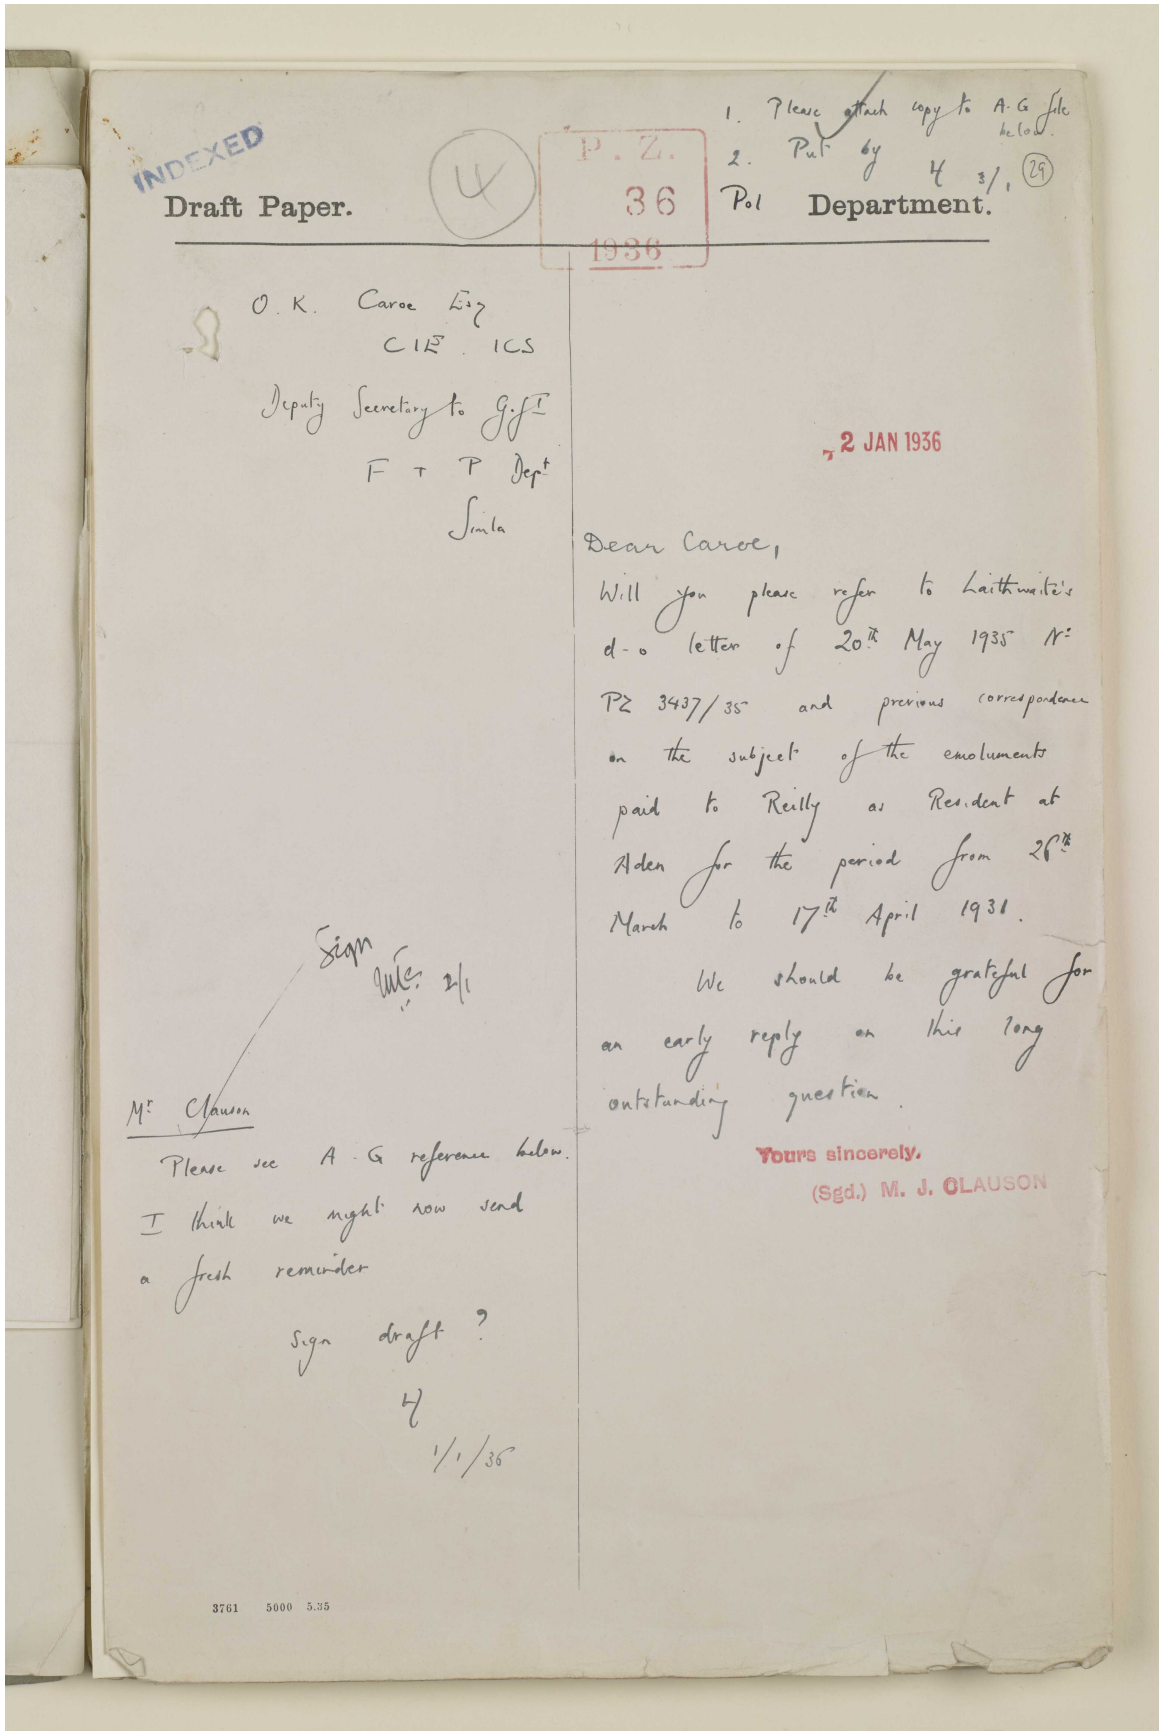 1. Please attach copy to A-G file
below.
2. Put by
3/1
29
INDEXED
4
P. Z.
36
1936
Draft Paper.
Pol Department.
O. K. Caroe Esq
CIE. ICS
Deputy Secretary to G. of I
F + P Dept
Simla
2 JAN 1936
Dear Caroe,
Will you please refer to Laithwaite's
d-o letter of 20th May 1935 No
PZ 3437/35 and previous correspondence
on the subject of the emoluments
paid to Reilly as Resident at
Aden for the period from 26th
March to 17th April 1931.
We should be grateful for
an early reply on this long
outstanding question.
Yours sincerely.
(Sgd.) M. J. CLAUSON
Sign
2/1
Mr Clauson
Please see A-G reference below.
I think we might now send
a fresh reminder
Sign draft ?
1/1/36
3761 5000 5.35